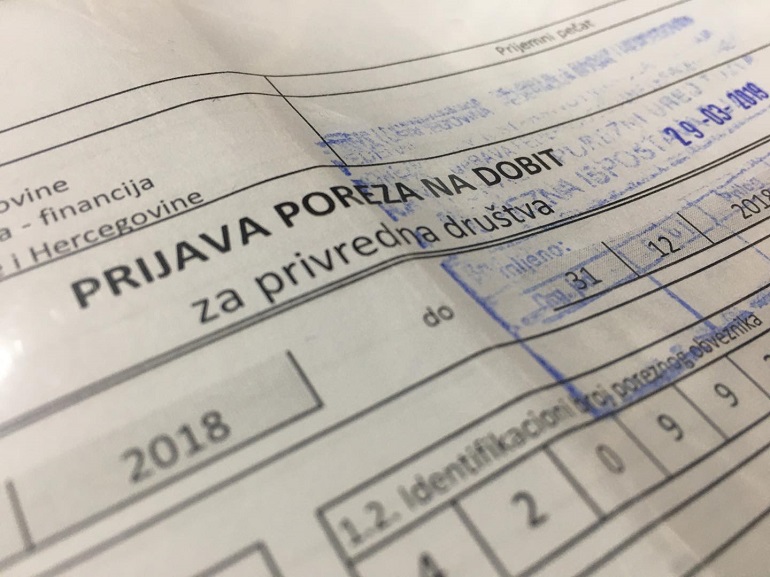 Prijemni pečat
29-03-2019
ovine
a - financija
e i Hercegovine
PRIJAVA POREZA NA DOBIT
za privredna društva
2018
do
31 12 2018
1.2. Identifikacioni broj poreznog obveznika
4 2 0 9 9